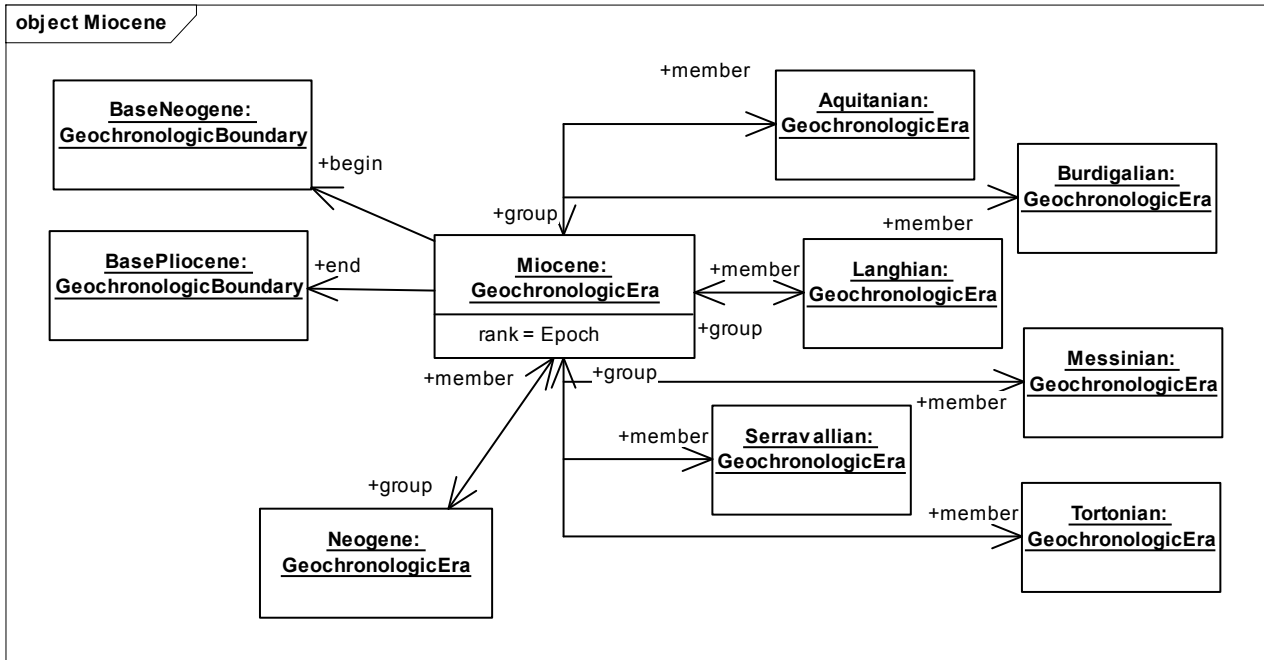 object Miocene
+member
BaseNeogene:
GeochronologicBoundary
Aquitanian:
GeochronologicEra
+begin
Burdigalian:
GeochronologicEra
+group
+member
BasePliocene:
GeochronologicBoundary
+end
Miocene:
GeochronologicEra
rank = Epoch
+member
Langhian:
GeochronologicEra
+group
+member
+group
Messinian:
GeochronologicEra
+member
+member
Serravallian:
GeochronologicEra
+group
Neogene:
GeochronologicEra
+member
Tortonian:
GeochronologicEra